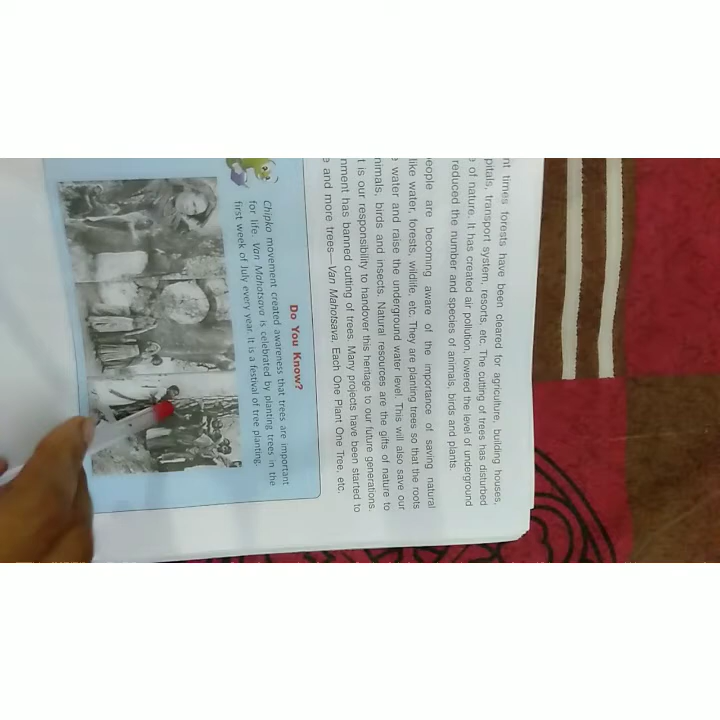 nt times forests have been cleared for agriculture, building houses,
pitals, transport system, resorts, etc. The cutting of trees has disturbed
e of nature. It has created air pollution, lowered the level of underground
reduced the number and species of animals, birds and plants.
eople are becoming aware of the importance of saving natural
like water, forests, wildlife, etc. They are planting trees so that the roots
e water and raise the underground water level. This will also save our
nimals, birds and insects. Natural resources are the gifts of nature to
t is our responsibility to handover this heritage to our future generations.
nment has banned cutting of trees. Many projects have been started to
e and more trees—Van Mahotsava, Each One Plant One Tree, etc.
Do You Know?
Chipko movement created awareness that trees are important
for life. Van Mahotsava is celebrated by planting trees in the
first week of July every year. It is a festival of tree planting.